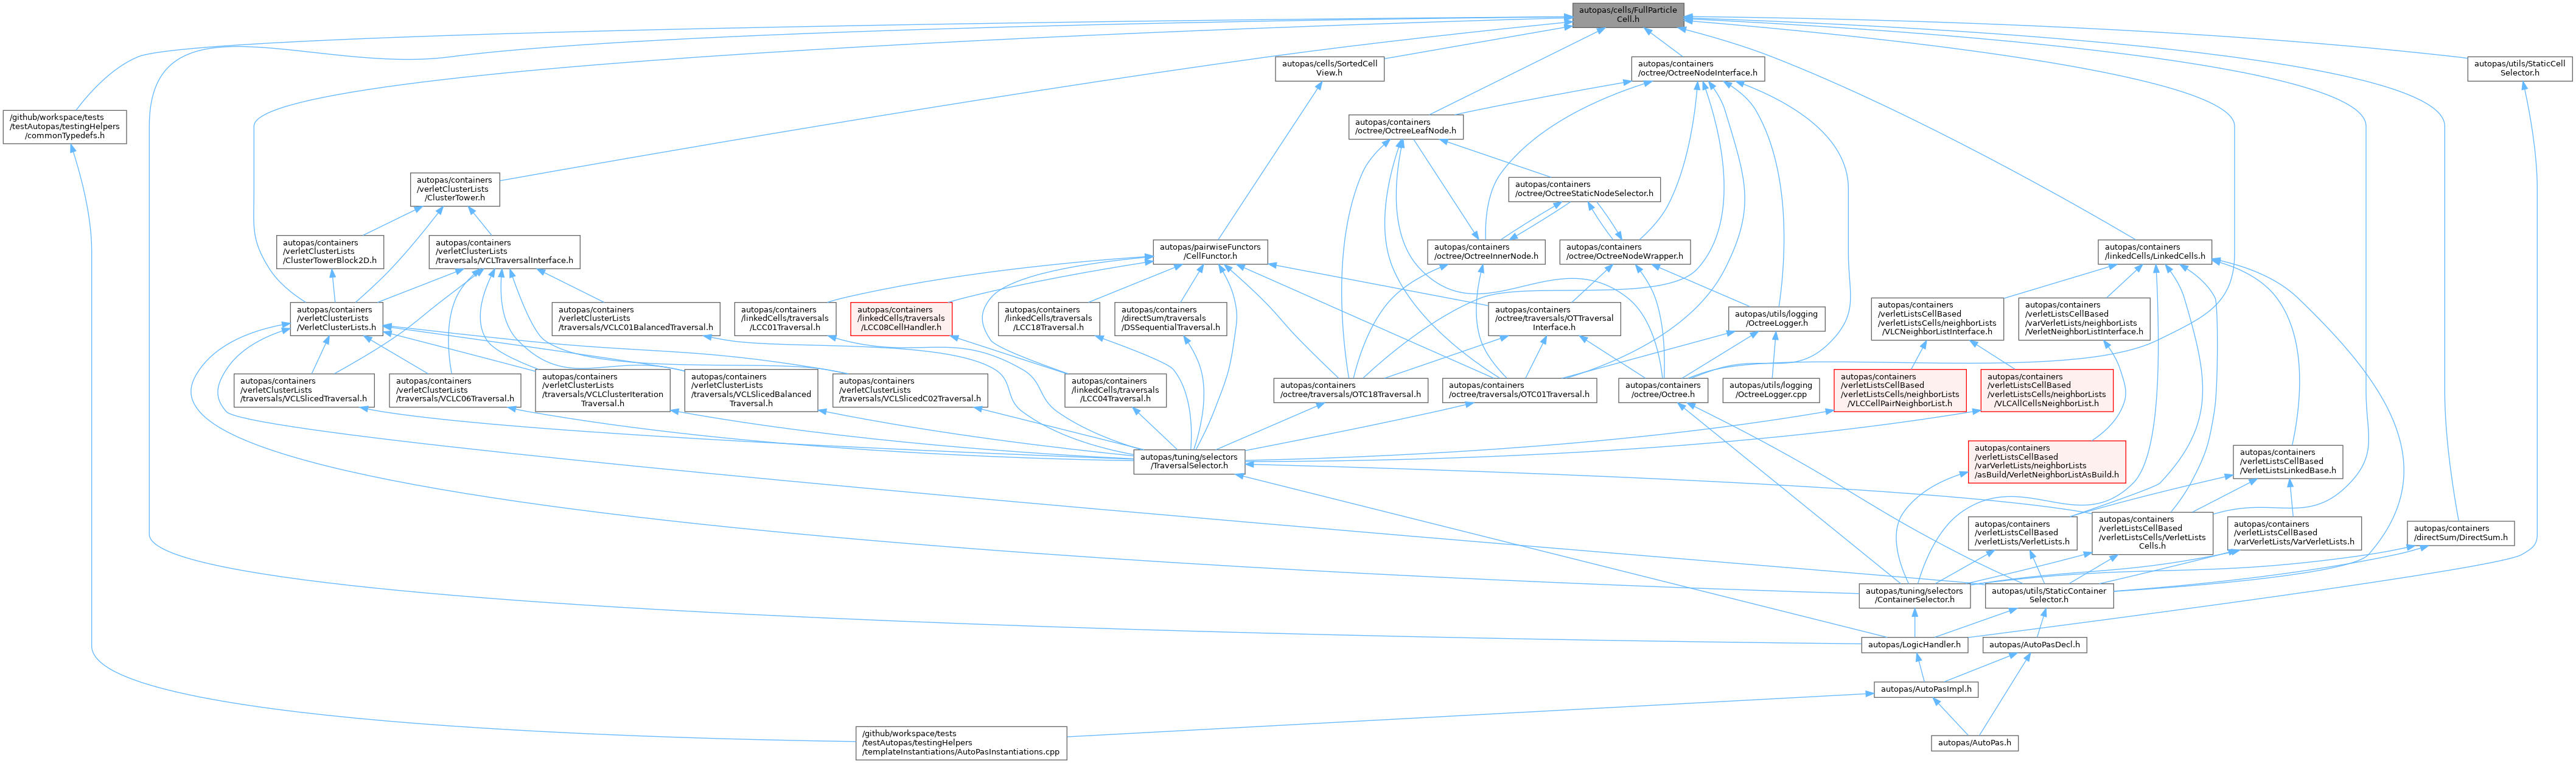 autopas/cells/FullParticle
Cell.h
autopas/cells/SortedCell
View.h
autopas/containers
/octree/OctreeNodeInterface.h
autopas/utils/StaticCell
Selector.h
/github/workspace/tests
/testAutopas/testingHelpers
/commonTypedefs.h
autopas/containers
/octree/OctreeLeafNode.h
autopas/containers
/verletClusterLists
/ClusterTower.h
autopas/containers
/octree/OctreeStaticNodeSelector.h
autopas/containers
/verletClusterLists
/ClusterTowerBlock2D.h
autopas/containers
/verletClusterLists
/traversals/VCLTraversalInterface.h
autopas/pairwiseFunctors
/CellFunctor.h
autopas/containers
/octree/OctreeInnerNode.h
autopas/containers
/octree/OctreeNodeWrapper.h
autopas/containers
/linkedCells/LinkedCells.h
autopas/containers
/verletClusterLists
/VerletClusterLists.h
autopas/containers
/verletClusterLists
/traversals/VCLC01BalancedTraversal.h
autopas/containers
/linkedCells/traversals
/LCC01Traversal.h
autopas/containers
/linkedCells/traversals
/LCC08CellHandler.h
autopas/containers
/linkedCells/traversals
/LCC18Traversal.h
autopas/containers
/directSum/traversals
/DSSequentialTraversal.h
autopas/containers
/octree/traversals/OTTraversal
Interface.h
autopas/utils/logging
/OctreeLogger.h
autopas/containers
/verletListsCellBased
/verletListsCells/neighborLists
/VLCNeighborListInterface.h
autopas/containers
/verletListsCellBased
/varVerletLists/neighborLists
/VerletNeighborListInterface.h
autopas/containers
/verletClusterLists
/traversals/VCLSlicedTraversal.h
autopas/containers
/verletClusterLists
/traversals/VCLC06Traversal.h
autopas/containers
/verletClusterLists
/traversals/VCLClusterIteration
Traversal.h
autopas/containers
/verletClusterLists
/traversals/VCLSlicedBalanced
Traversal.h
autopas/containers
/verletClusterLists
/traversals/VCLSlicedC02Traversal.h
autopas/containers
/linkedCells/traversals
/LCC04Traversal.h
autopas/containers
/octree/traversals/OTC18Traversal.h
autopas/containers
/octree/traversals/OTC01Traversal.h
autopas/containers
/octree/Octree.h
autopas/utils/logging
/OctreeLogger.cpp
autopas/containers
/verletListsCellBased
/verletListsCells/neighborLists
/VLCCellPairNeighborList.h
autopas/containers
/verletListsCellBased
/verletListsCells/neighborLists
/VLCAllCellsNeighborList.h
autopas/tuning/selectors
/TraversalSelector.h
autopas/containers
/verletListsCellBased
/varVerletLists/neighborLists
/asBuild/VerletNeighborListAsBuild.h
autopas/containers
/verletListsCellBased
/VerletListsLinkedBase.h
autopas/containers
/verletListsCellBased
/verletLists/VerletLists.h
autopas/containers
/verletListsCellBased
/verletListsCells/VerletLists
Cells.h
autopas/containers
/verletListsCellBased
/varVerletLists/VarVerletLists.h
autopas/containers
/directSum/DirectSum.h
autopas/tuning/selectors
/ContainerSelector.h
autopas/utils/StaticContainer
Selector.h
autopas/LogicHandler.h
autopas/AutoPasDecl.h
autopas/AutoPasImpl.h
/github/workspace/tests
/testAutopas/testingHelpers
/templateInstantiations/AutoPasInstantiations.cpp
autopas/AutoPas.h